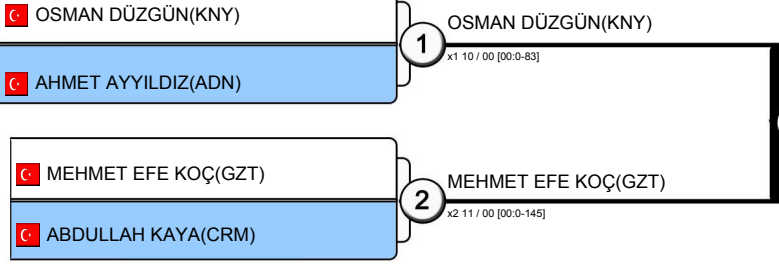 OSMAN DÜZGÜN(KNY)
AHMET AYYILDIZ(ADN)
1
OSMAN DÜZGÜN(KNY)
x1 10 / 00 [00:0-83]
MEHMET EFE KOÇ(GZT)
ABDULLAH KAYA(CRM)
2
MEHMET EFE KOÇ(GZT)
x2 11 / 00 [00:0-145]